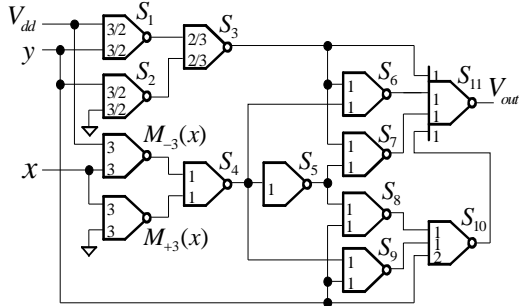 V_dd
y
x
S_1
3/2
3/2
S_2
3/2
3/2
S_3
2/3
2/3
M_{-3}(x)
3
3
M_{+3}(x)
3
3
S_4
1
1
S_5
1
S_6
1
1
S_7
1
1
S_8
1
1
S_9
1
1
S_10
1
1
2
S_11
1
1
1
1
V_out